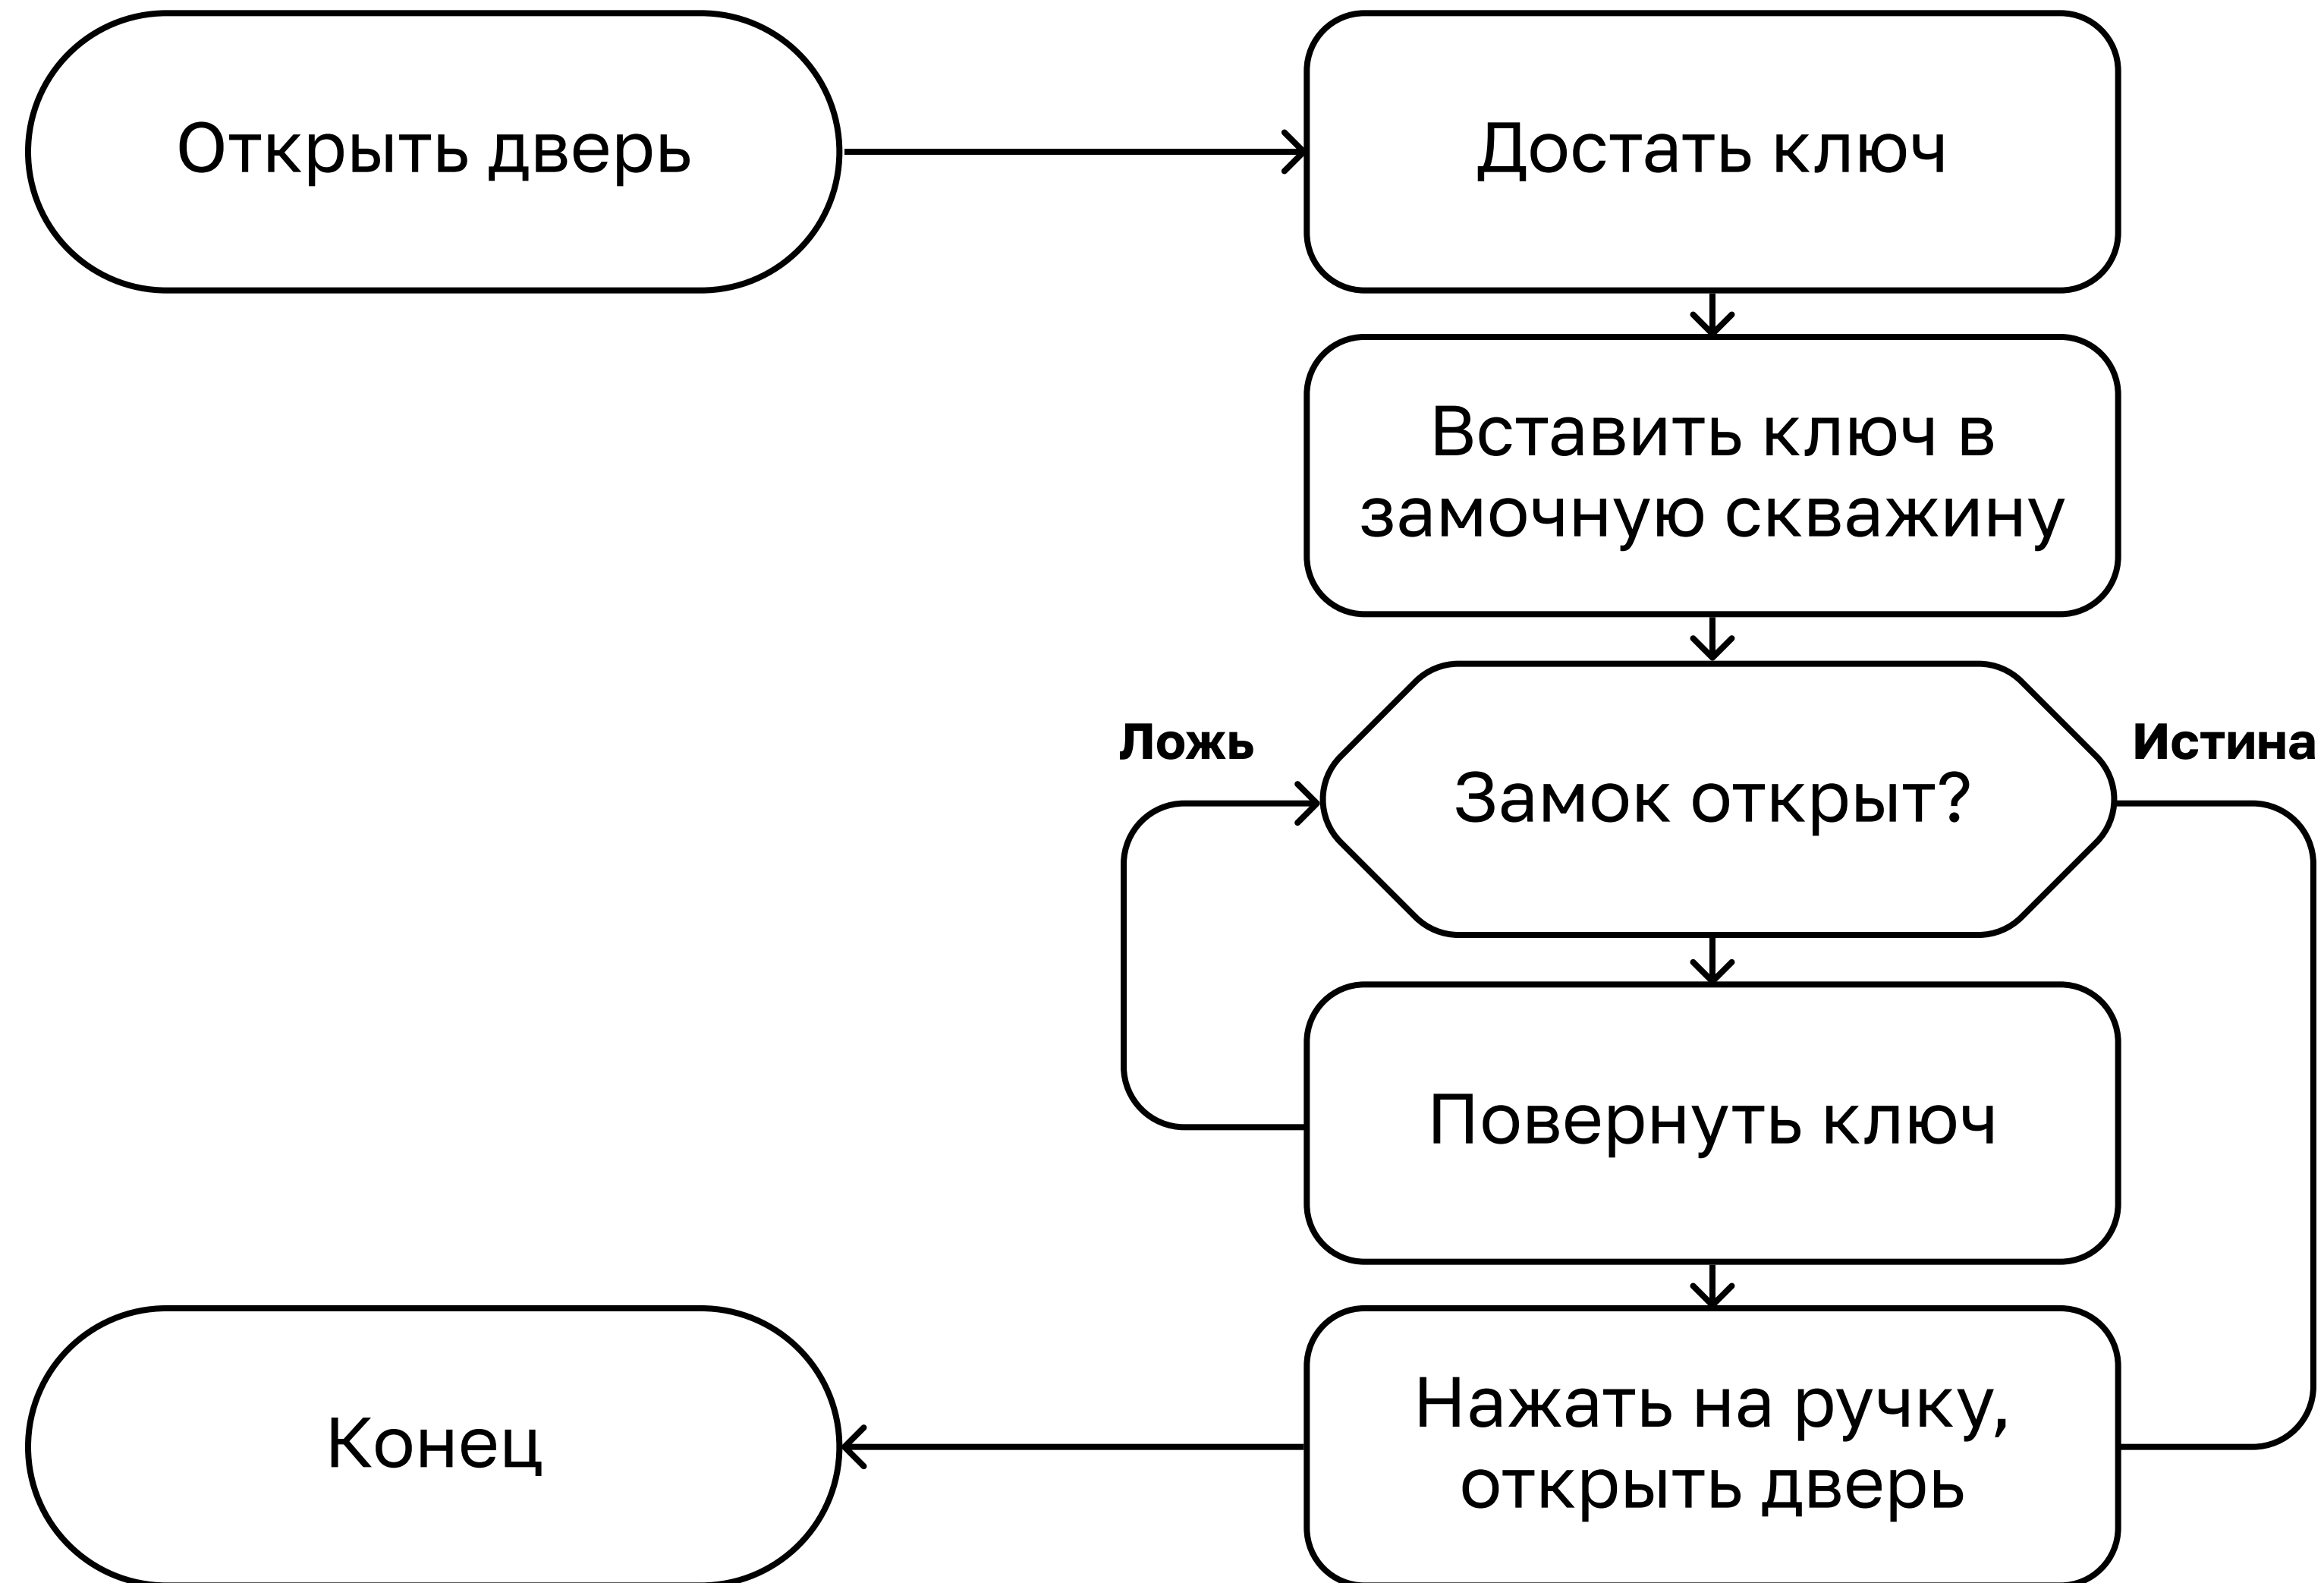 Открыть дверь
Достать ключ
Вставить ключ в
замочную скважину
Ложь
Истина
Замок открыт?
Повернуть ключ
Нажать на ручку,
открыть дверь
Конец